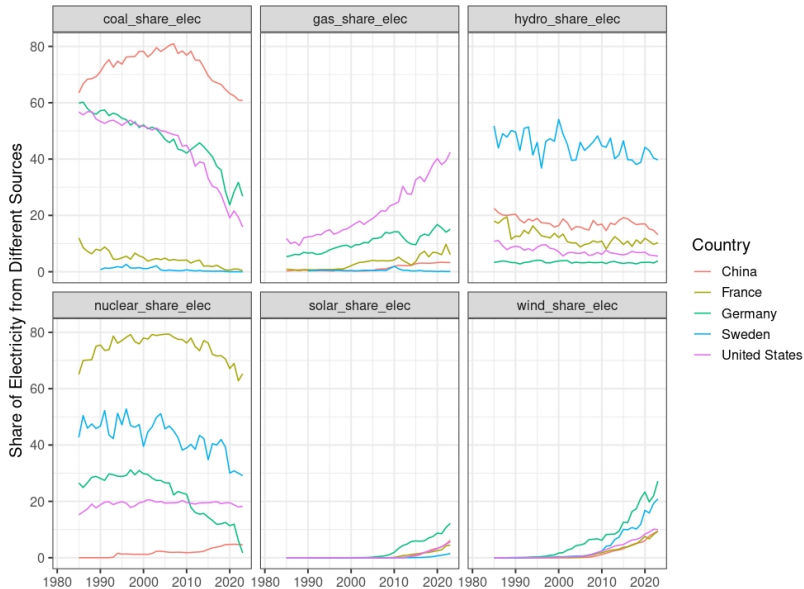 coal_share_elec gas_share_elec hydro_share_elec
80
60
40
20
0
Share of Electricity from Different Sources
nuclear_share_elec solar_share_elec wind_share_elec
80
60
40
20
0
1980 1990 2000 2010 2020 1980 1990 2000 2010 2020 1980 1990 2000 2010 2020
Country
China
France
Germany
Sweden
United States